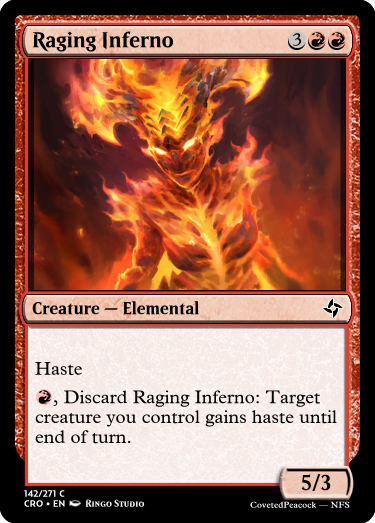 Raging Inferno 3
Haste
, Discard Raging Inferno: Target
creature you control gains haste until
end of turn.
Creature — Elemental
5/3
142/271 C
CRO • EN Ringo Studio
CovetedPeacock — NFS